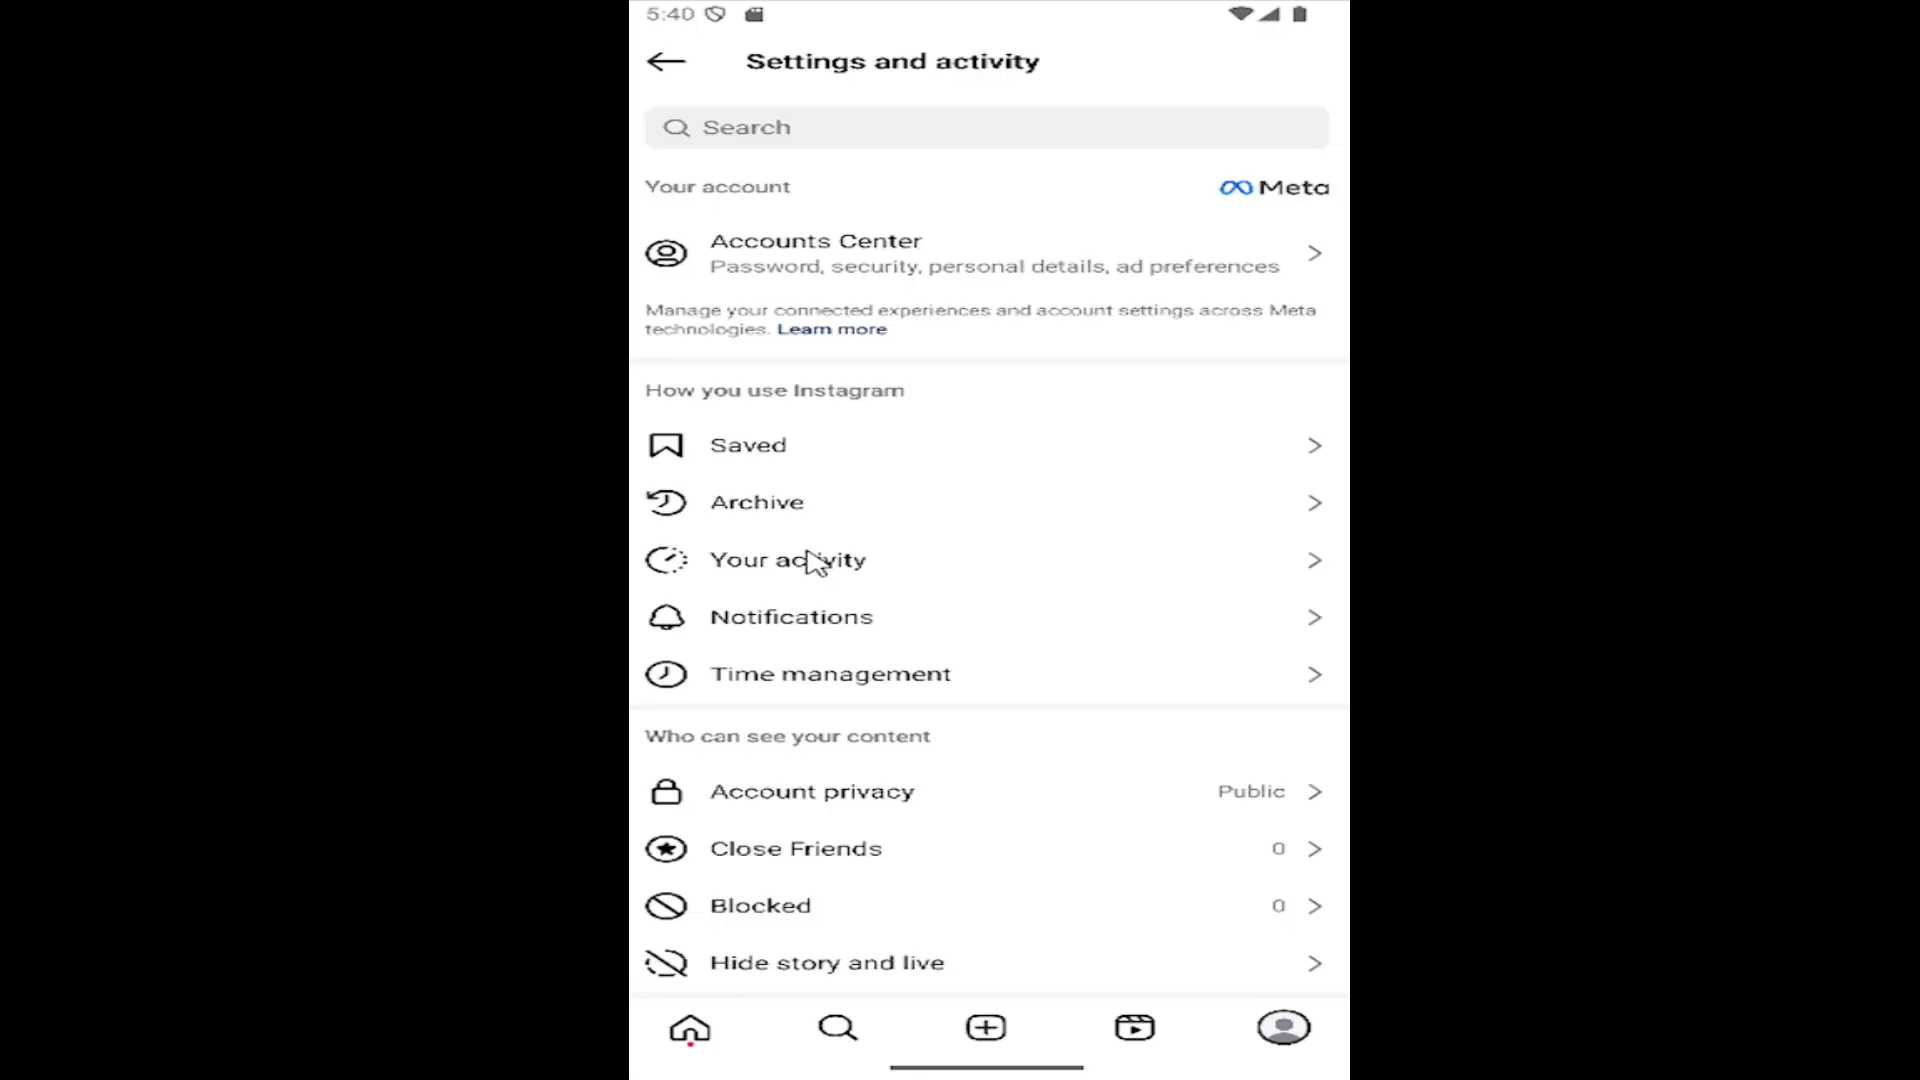 5:40
Settings and activity
Search
Your account
Meta
Accounts Center
Password, security, personal details, ad preferences
Manage your connected experiences and account settings across Meta
technologies. Learn more
How you use Instagram
Saved
Archive
Your activity
Notifications
Time management
Who can see your content
Account privacy Public
Close Friends 0
Blocked 0
Hide story and live